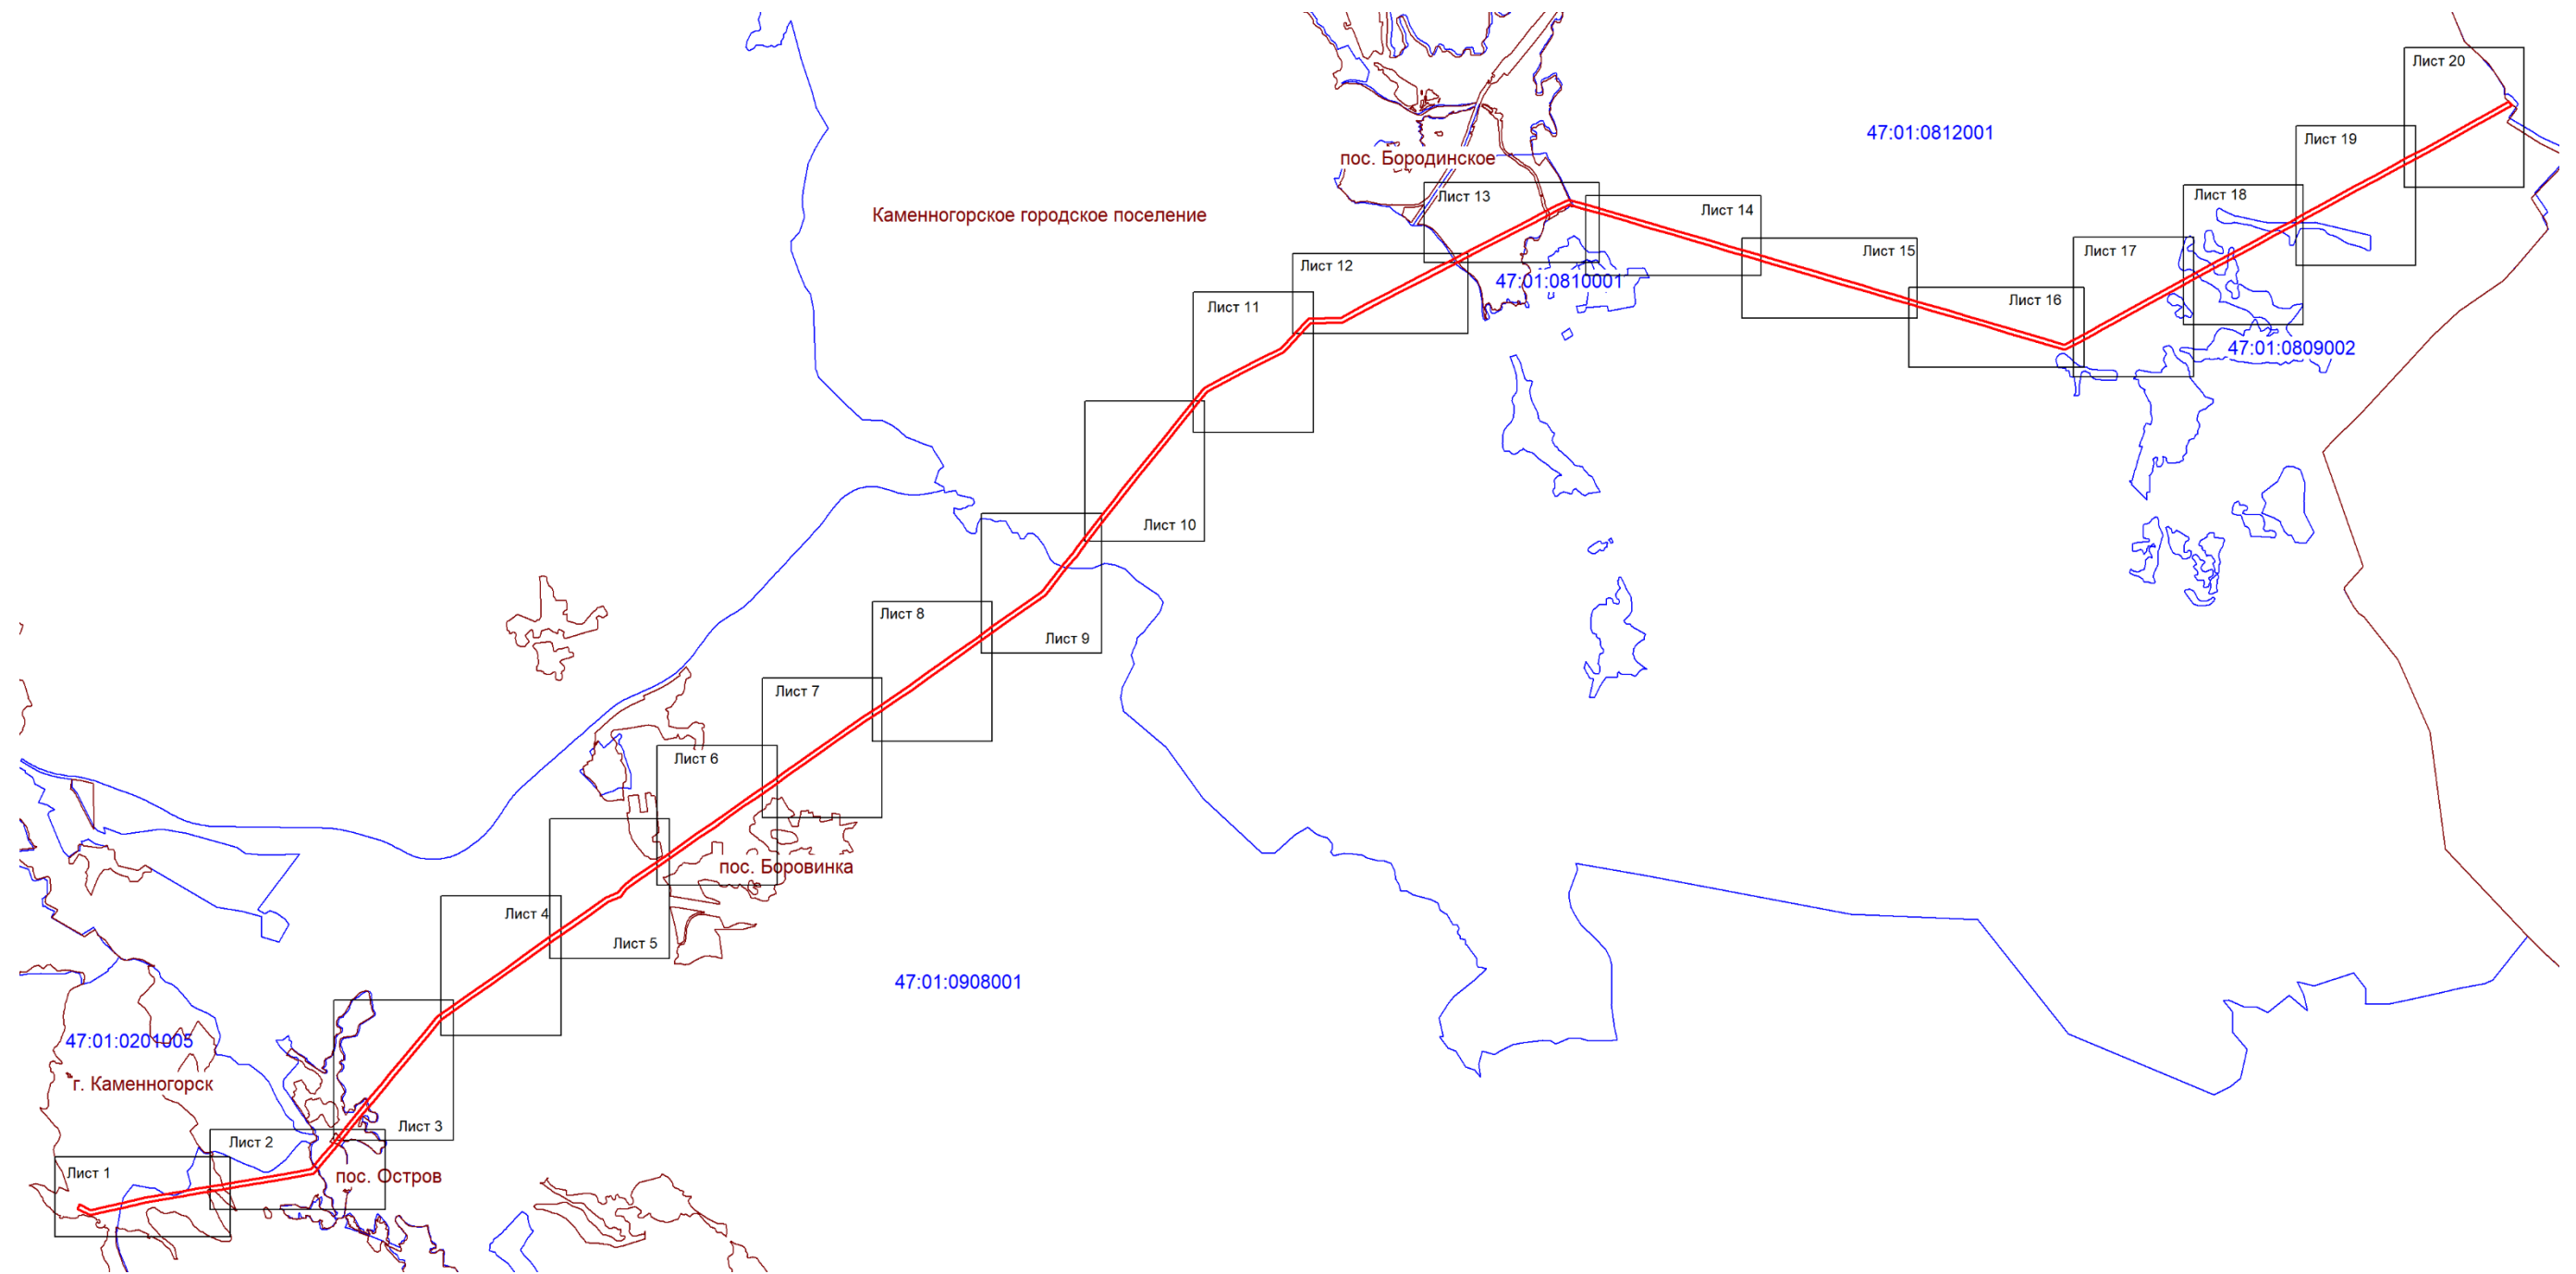 Лист 20
47:01:0812001
Лист 19
пос. Бородинское
Лист 13
Лист 18
Каменногорское городское поселение
Лист 14
Лист 15
Лист 17
Лист 12
47:01:0810001
Лист 16
Лист 11
47:01:0809002
Лист 10
Лист 8
Лист 9
Лист 7
Лист 6
пос. Боровинка
Лист 4
Лист 5
47:01:0908001
47:01:0201005
г. Каменногорск
Лист 3
Лист 2
Лист 1
пос. Остров